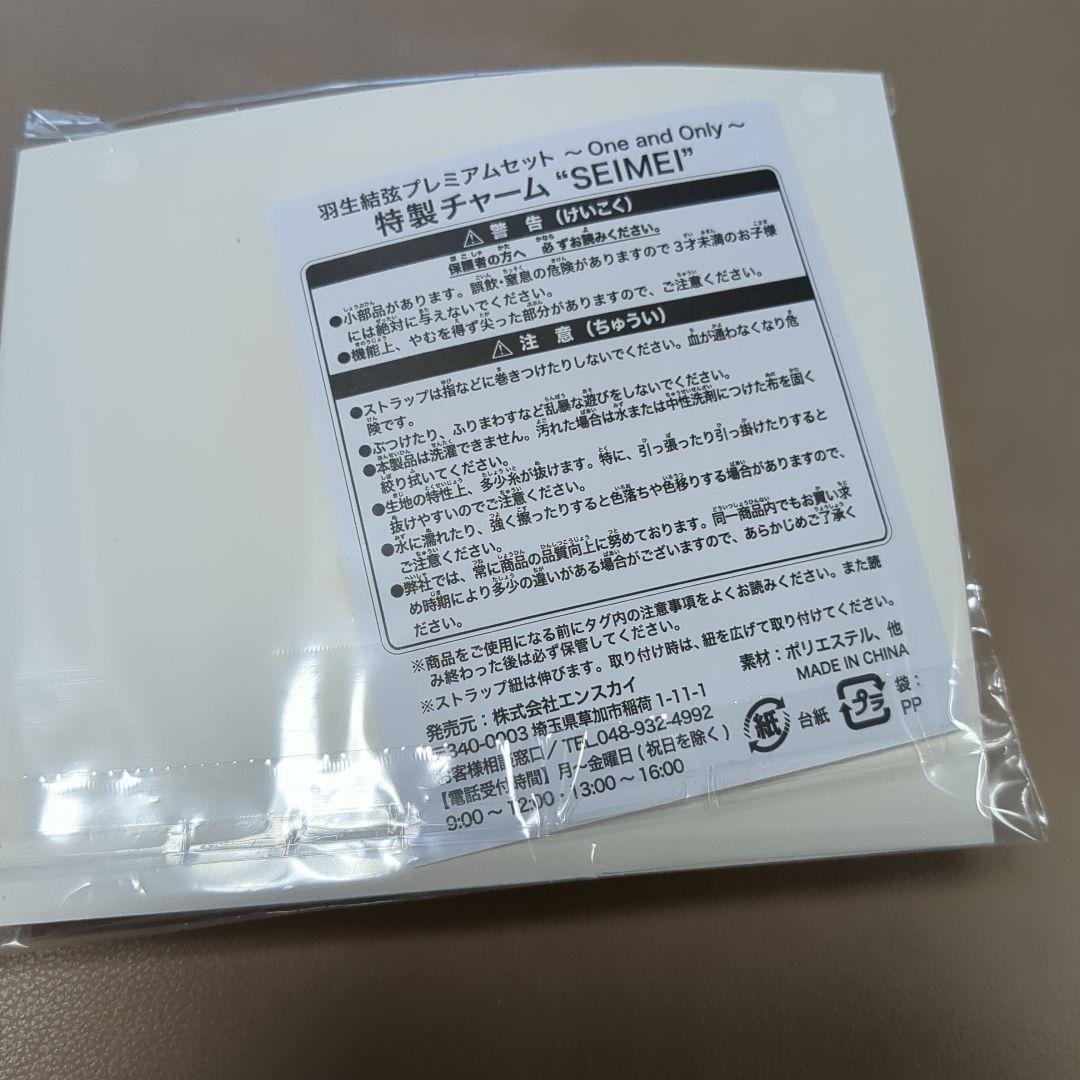 羽生結弦プレミアムセット ～One and Only～
特製チャーム“SEIMEI”
⚠ 警告（けいこく）
保護者の方へ 必ずお読みください。
●小部品があります。誤飲・窒息の危険がありますので3才未満のお子様
には絶対に与えないでください。
●機能上、やむを得ず尖った部分がありますので、ご注意ください。
⚠ 注意（ちゅうい）
●ストラップは指などに巻きつけたりしないでください。血が通わなくなり危
険です。
●ぶつけたり、ふりまわすなど乱暴な遊びをしないでください。
●本製品は洗濯できません。汚れた場合は水または中性洗剤につけた布を固く
絞り拭いてください。
●生地の特性上、多少糸が抜けます。特に、引っ張ったり引っ掛けたりすると
抜けやすいのでご注意ください。
●水に濡れたり、強く擦ったりすると色落ちや色移りする場合がありますので、
ご注意ください。
●弊社では、常に商品の品質向上に努めております。同一商品内でもお買い求
め時期により多少の違いがある場合がございますので、あらかじめご了承く
ださい。
※商品をご使用になる前にタグ内の注意事項をよくお読みください。また読
み終わった後は必ず保管してください。
※ストラップ紐は伸びます。取り付け時は、紐を広げて取り付けてください。
素材：ポリエステル、他
MADE IN CHINA
発売元：株式会社エンスカイ
〒340-0003 埼玉県草加市稲荷1-11-1
お客様相談窓口／TEL048-932-4992
【電話受付時間】月～金曜日（祝日を除く）
9:00～12:00・13:00～16:00
紙 台紙
プラ 袋：
PP